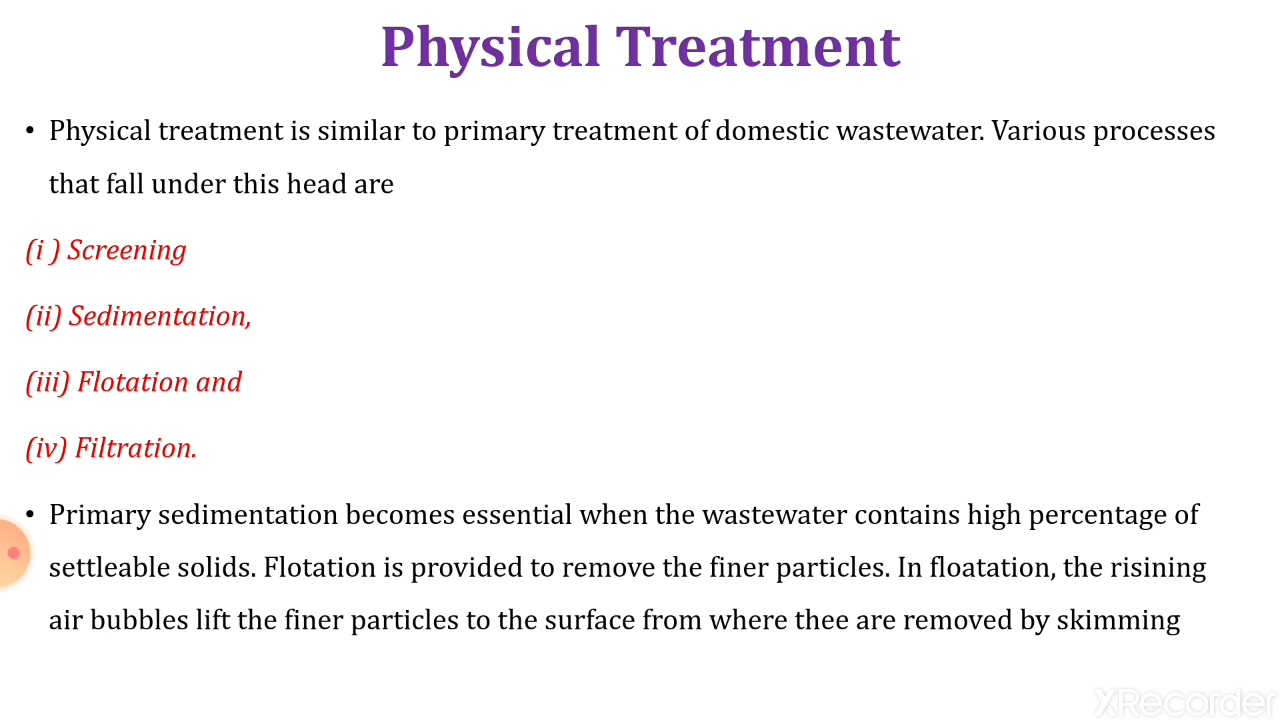 Physical Treatment
• Physical treatment is similar to primary treatment of domestic wastewater. Various processes
that fall under this head are
(i ) Screening
(ii) Sedimentation,
(iii) Flotation and
(iv) Filtration.
• Primary sedimentation becomes essential when the wastewater contains high percentage of
settleable solids. Flotation is provided to remove the finer particles. In floatation, the risining
air bubbles lift the finer particles to the surface from where thee are removed by skimming
XRecorder